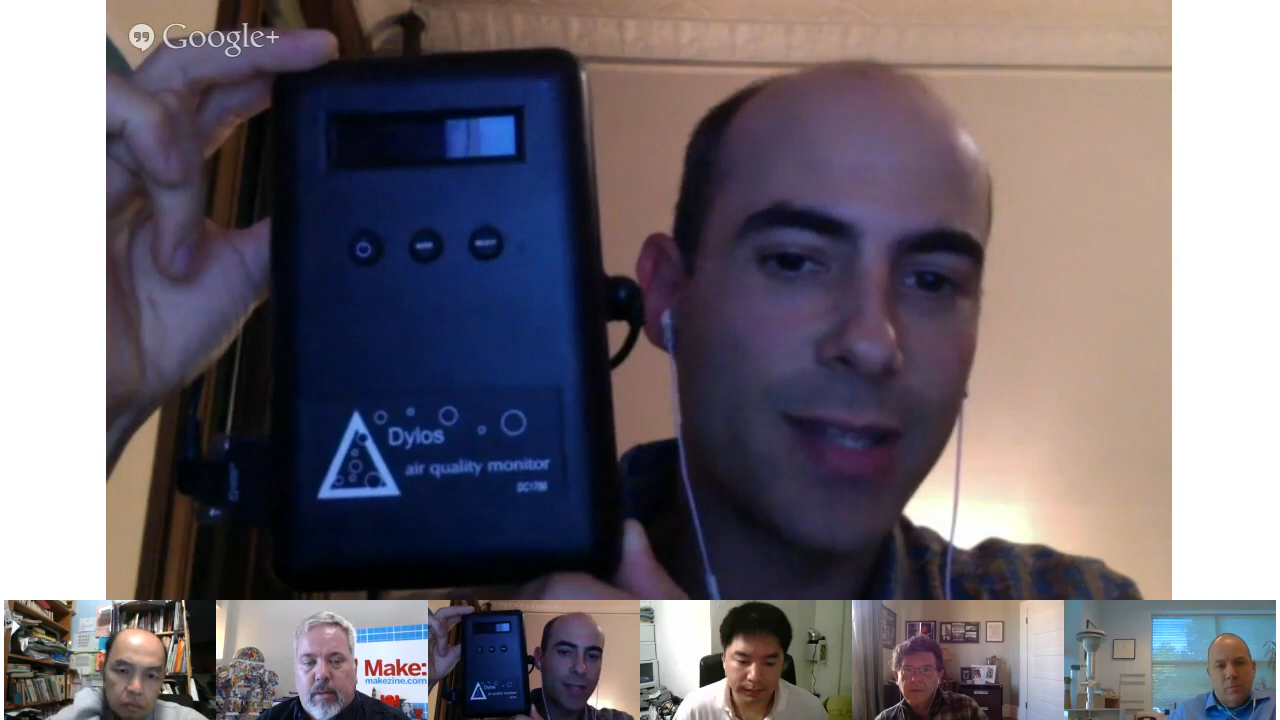 Google+
Dylos
air quality monitor
DC1700
Make:
makezine.com